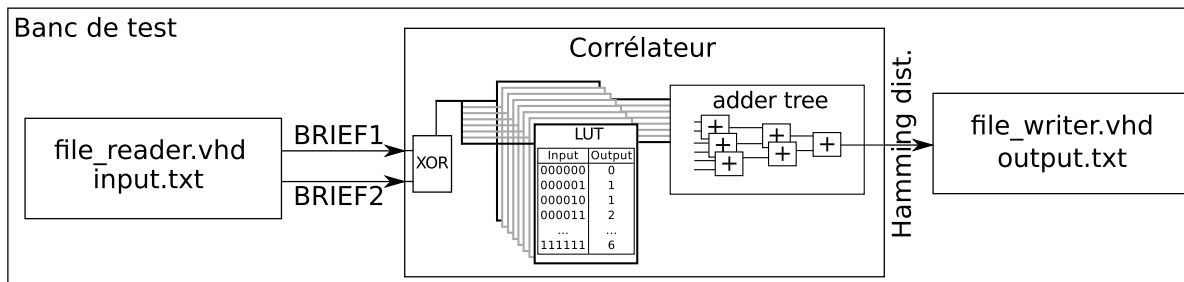 Banc de test
file_reader.vhd
input.txt
BRIEF1
BRIEF2
Corrélateur
XOR
LUT
Input Output
000000 0
000001 1
000010 1
000011 2
... ...
111111 6
adder tree
+
+
+
+
+
+
Hamming dist.
file_writer.vhd
output.txt